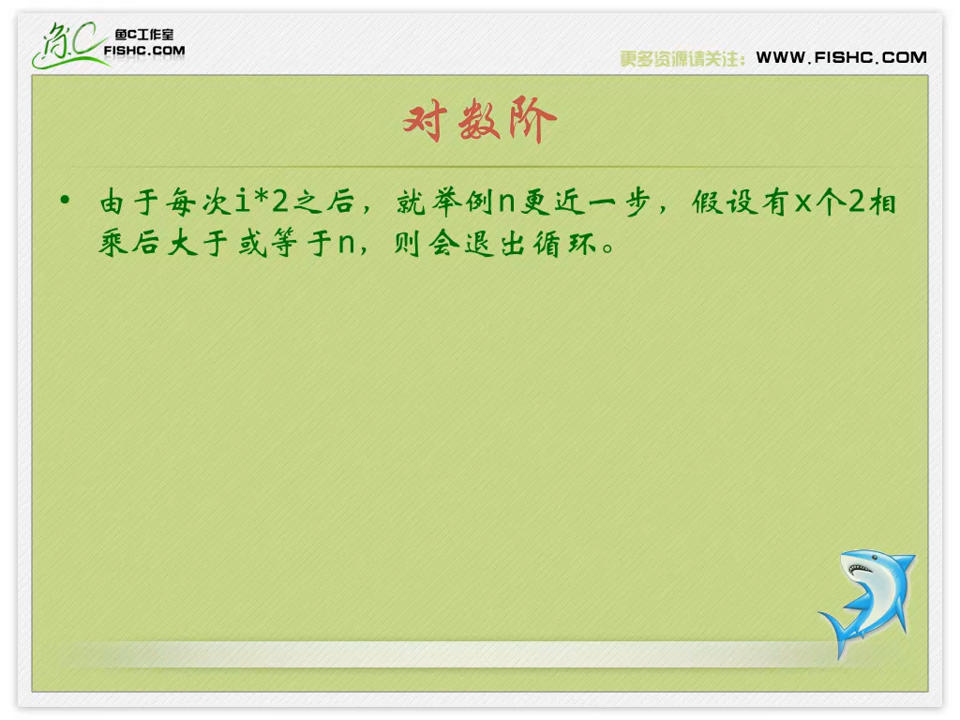 鱼C
鱼C工作室
FISHC.COM
更多资源请关注：WWW.FISHC.COM
对数阶
• 由于每次i*2之后，就举例n更近一步，假设有x个2相
乘后大于或等于n，则会退出循环。